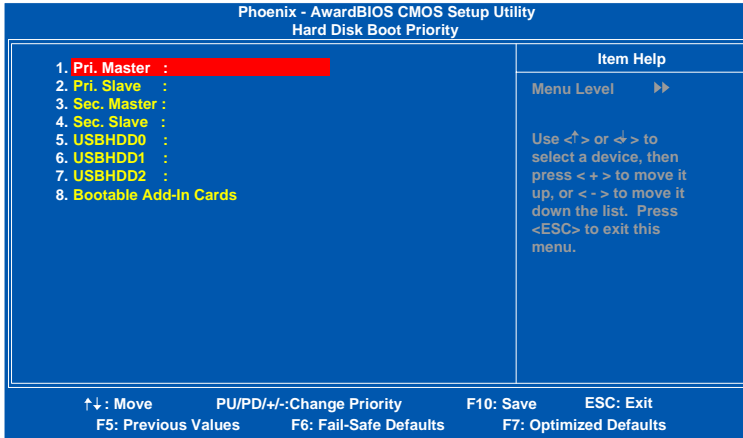 Phoenix - AwardBIOS CMOS Setup Utility
Hard Disk Boot Priority
1. Pri. Master :
2. Pri. Slave :
3. Sec. Master :
4. Sec. Slave :
5. USBHDD0 :
6. USBHDD1 :
7. USBHDD2 :
8. Bootable Add-In Cards
Item Help
Menu Level ▶▶
Use <↑> or <↓> to
select a device, then
press < + > to move it
up, or < - > to move it
down the list. Press
<ESC> to exit this
menu.
↑↓: Move PU/PD/+/-:Change Priority F10: Save ESC: Exit
F5: Previous Values F6: Fail-Safe Defaults F7: Optimized Defaults